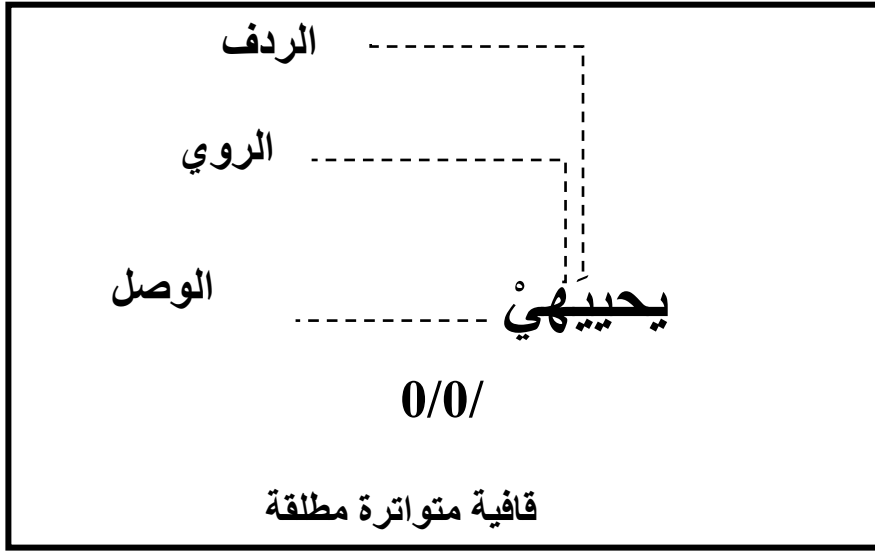 الردف
الروي
الوصل
يحييَهيْ
0/0/
قافية متواترة مطلقة